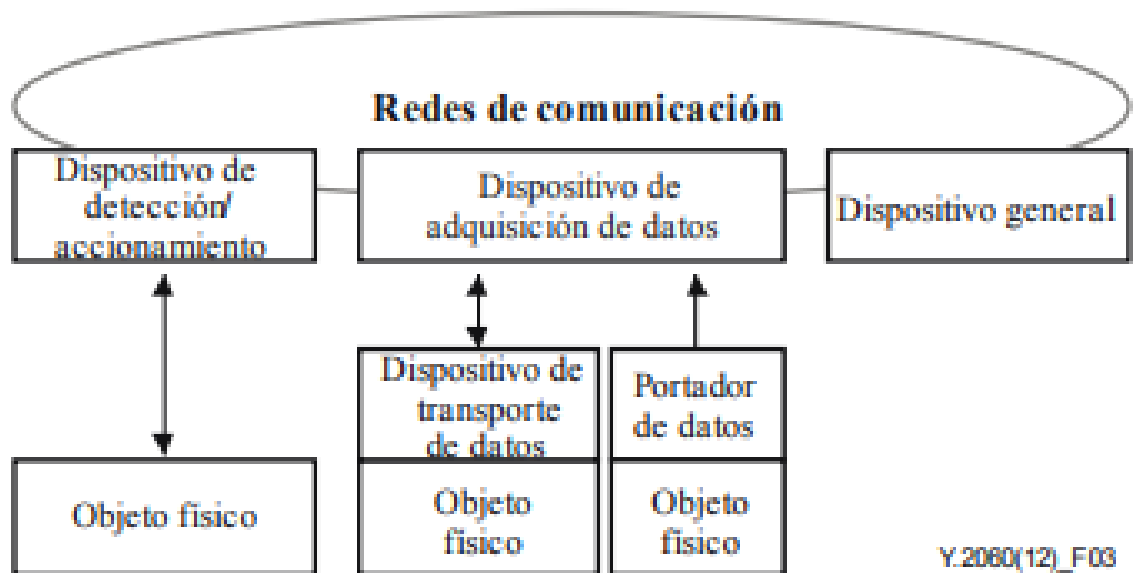 Redes de comunicación
Dispositivo de
detección/
accionamiento
Dispositivo de
adquisición de datos
Dispositivo general
Dispositivo de
transporte
de datos
Portador
de datos
Objeto físico
Objeto
físico
Objeto
físico
Y.2060(12)_F03